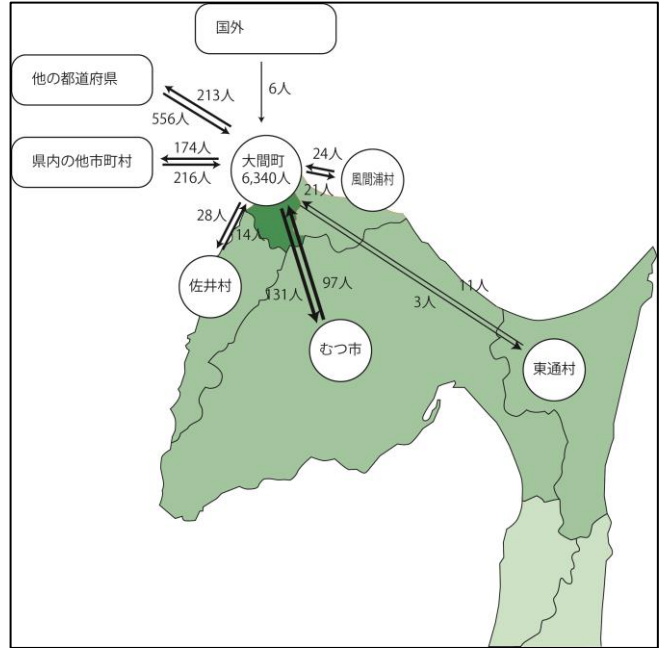 国外
他の都道府県
6人
213人
556人
県内の他市町村
174人
216人
大間町
6,340人
24人
21人
風間浦村
28人
14人
佐井村
131人
97人
むつ市
11人
3人
東通村